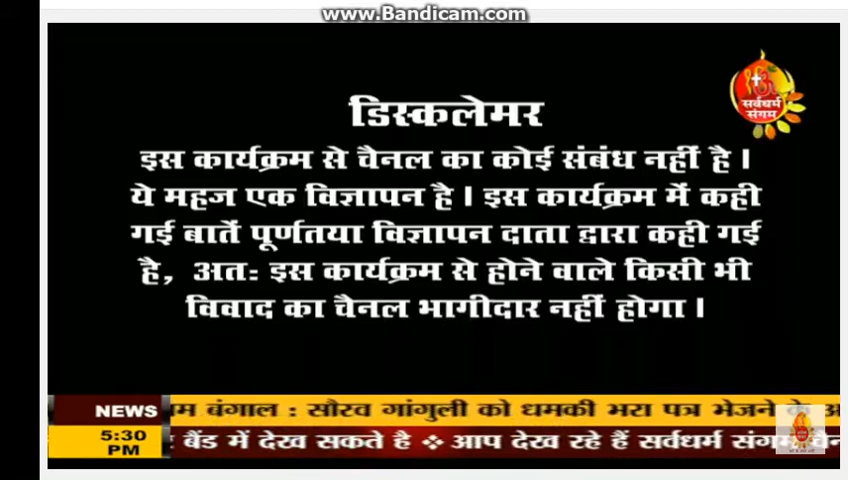 www.Bandicam.com
सर्वधर्म
संगम
डिस्कलेमर
इस कार्यक्रम से चैनल का कोई संबंध नहीं है।
ये महज एक विज्ञापन है। इस कार्यक्रम में कही
गई बातें पूर्णतया विज्ञापन दाता द्वारा कही गई
है, अतः इस कार्यक्रम से होने वाले किसी भी
विवाद का चैनल भागीदार नहीं होगा।
NEWS
बंगाल : सौरव गांगुली को धमकी भरा पत्र भेजने के
5:30
PM
बैंड में देख सकते है ❖ आप देख रहे हैं सर्वधर्म संगम